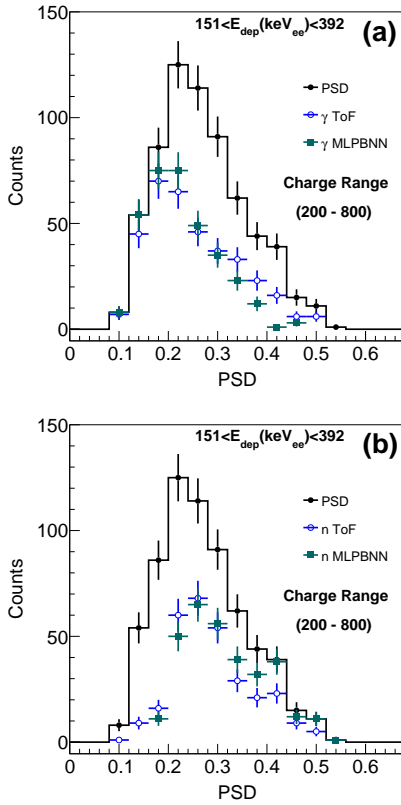 151<E_dep(keV_ee)<392
(a)
150
PSD
γ ToF
γ MLPBNN
100
Counts
Charge Range
(200 - 800)
50
0
0 0.1 0.2 0.3 0.4 0.5 0.6
PSD
151<E_dep(keV_ee)<392
(b)
150
PSD
n ToF
n MLPBNN
100
Counts
Charge Range
(200 - 800)
50
0
0 0.1 0.2 0.3 0.4 0.5 0.6
PSD